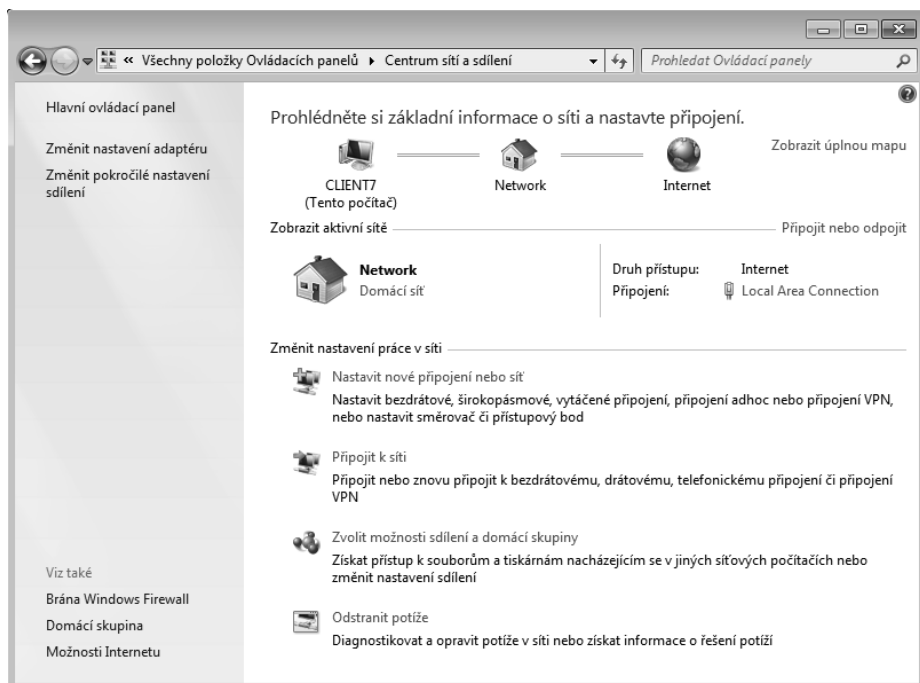 « Všechny položky Ovládacích panelů ▸ Centrum sítí a sdílení
Prohledat Ovládací panely
Hlavní ovládací panel
Změnit nastavení adaptéru
Změnit pokročilé nastavení
sdílení
Viz také
Brána Windows Firewall
Domácí skupina
Možnosti Internetu
Prohlédněte si základní informace o síti a nastavte připojení.
Zobrazit úplnou mapu
CLIENT7
(Tento počítač)
Network
Internet
Zobrazit aktivní sítě
Připojit nebo odpojit
Network
Domácí síť
Druh přístupu: Internet
Připojení: Local Area Connection
Změnit nastavení práce v síti
Nastavit nové připojení nebo síť
Nastavit bezdrátové, širokopásmové, vytáčené připojení, připojení adhoc nebo připojení VPN,
nebo nastavit směrovač či přístupový bod
Připojit k síti
Připojit nebo znovu připojit k bezdrátovému, drátovému, telefonickému připojení či připojení
VPN
Zvolit možnosti sdílení a domácí skupiny
Získat přístup k souborům a tiskárnám nacházejícím se v jiných síťových počítačích nebo
změnit nastavení sdílení
Odstranit potíže
Diagnostikovat a opravit potíže v síti nebo získat informace o řešení potíží